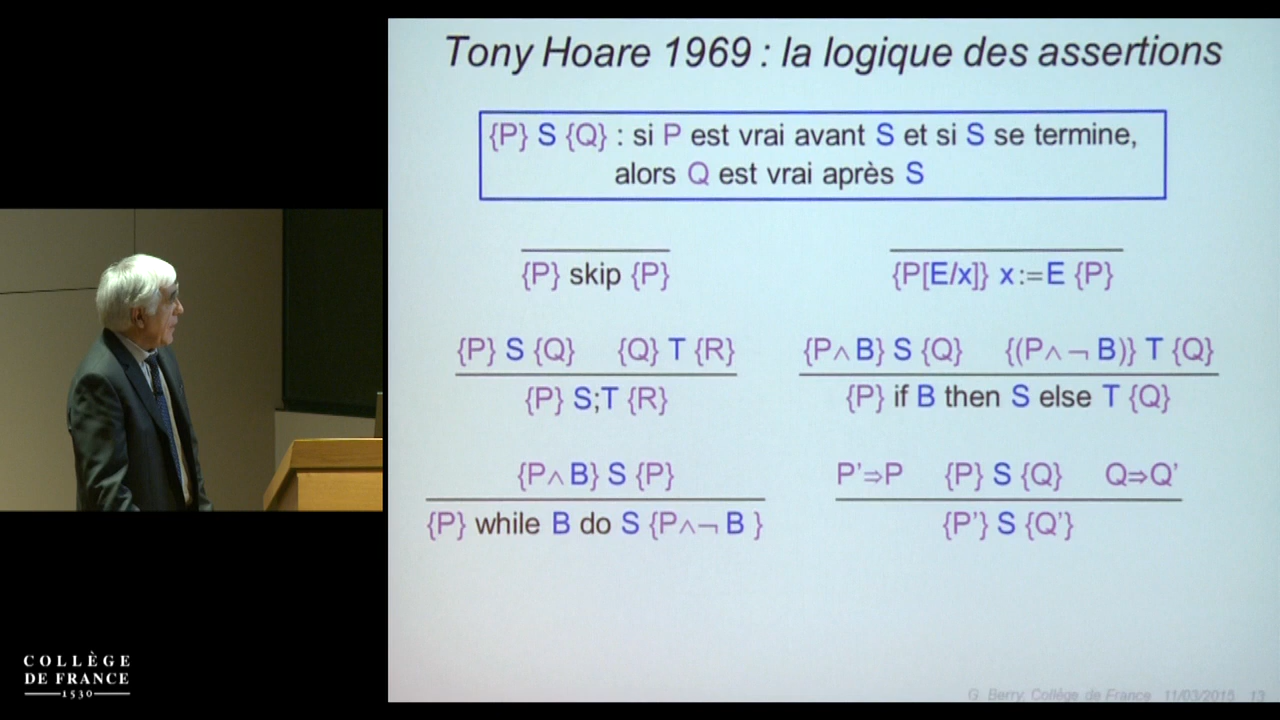 Tony Hoare 1969 : la logique des assertions
{P} S {Q} : si P est vrai avant S et si S se termine,
alors Q est vrai après S
{P} skip {P}
{P[E/x]} x:=E {P}
{P} S {Q} {Q} T {R}
{P} S;T {R}
{P∧B} S {Q} {(P∧¬ B)} T {Q}
{P} if B then S else T {Q}
{P∧B} S {P}
{P} while B do S {P∧¬ B }
P'⇒P {P} S {Q} Q⇒Q'
{P'} S {Q'}
COLLÈGE
DE FRANCE
1530
G. Berry, Collège de France 11/03/2015 13